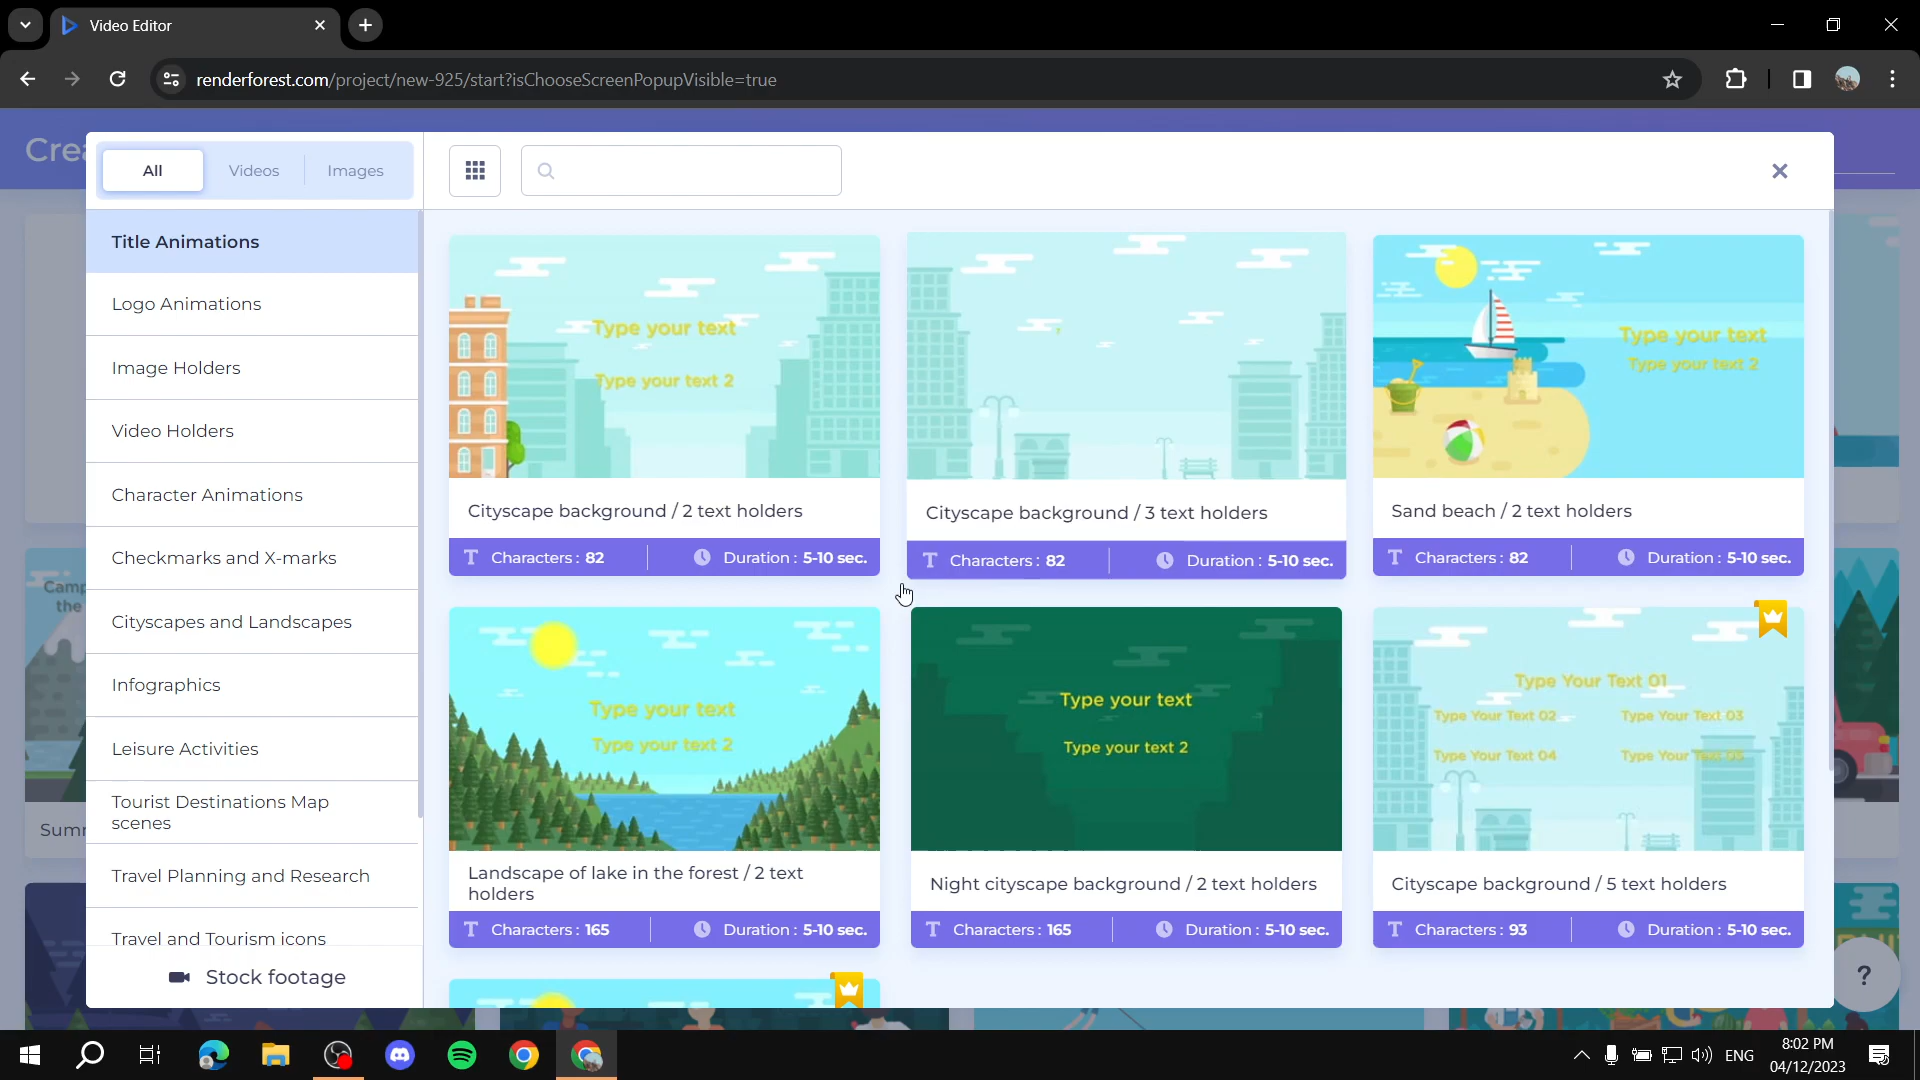 Video Editor
renderforest.com/project/new-925/start?isChooseScreenPopupVisible=true
Crea
All
Videos
Images
Title Animations
Logo Animations
Image Holders
Video Holders
Character Animations
Checkmarks and X-marks
Cityscapes and Landscapes
Infographics
Leisure Activities
Tourist Destinations Map
scenes
Travel Planning and Research
Travel and Tourism icons
Stock footage
Type your text
Type your text 2
Cityscape background / 2 text holders
Characters : 82
Duration : 5-10 sec.
Cityscape background / 3 text holders
Characters : 82
Duration : 5-10 sec.
Type your text
Type your text 2
Sand beach / 2 text holders
Characters : 82
Duration : 5-10 sec.
Type your text
Type your text 2
Landscape of lake in the forest / 2 text
holders
Characters : 165
Duration : 5-10 sec.
Type your text
Type your text 2
Night cityscape background / 2 text holders
Characters : 165
Duration : 5-10 sec.
Type Your Text 01
Type Your Text 02
Type Your Text 03
Type Your Text 04
Type Your Text 05
Cityscape background / 5 text holders
Characters : 93
Duration : 5-10 sec.
Camp
the
Summ
?
ENG
8:02 PM
04/12/2023